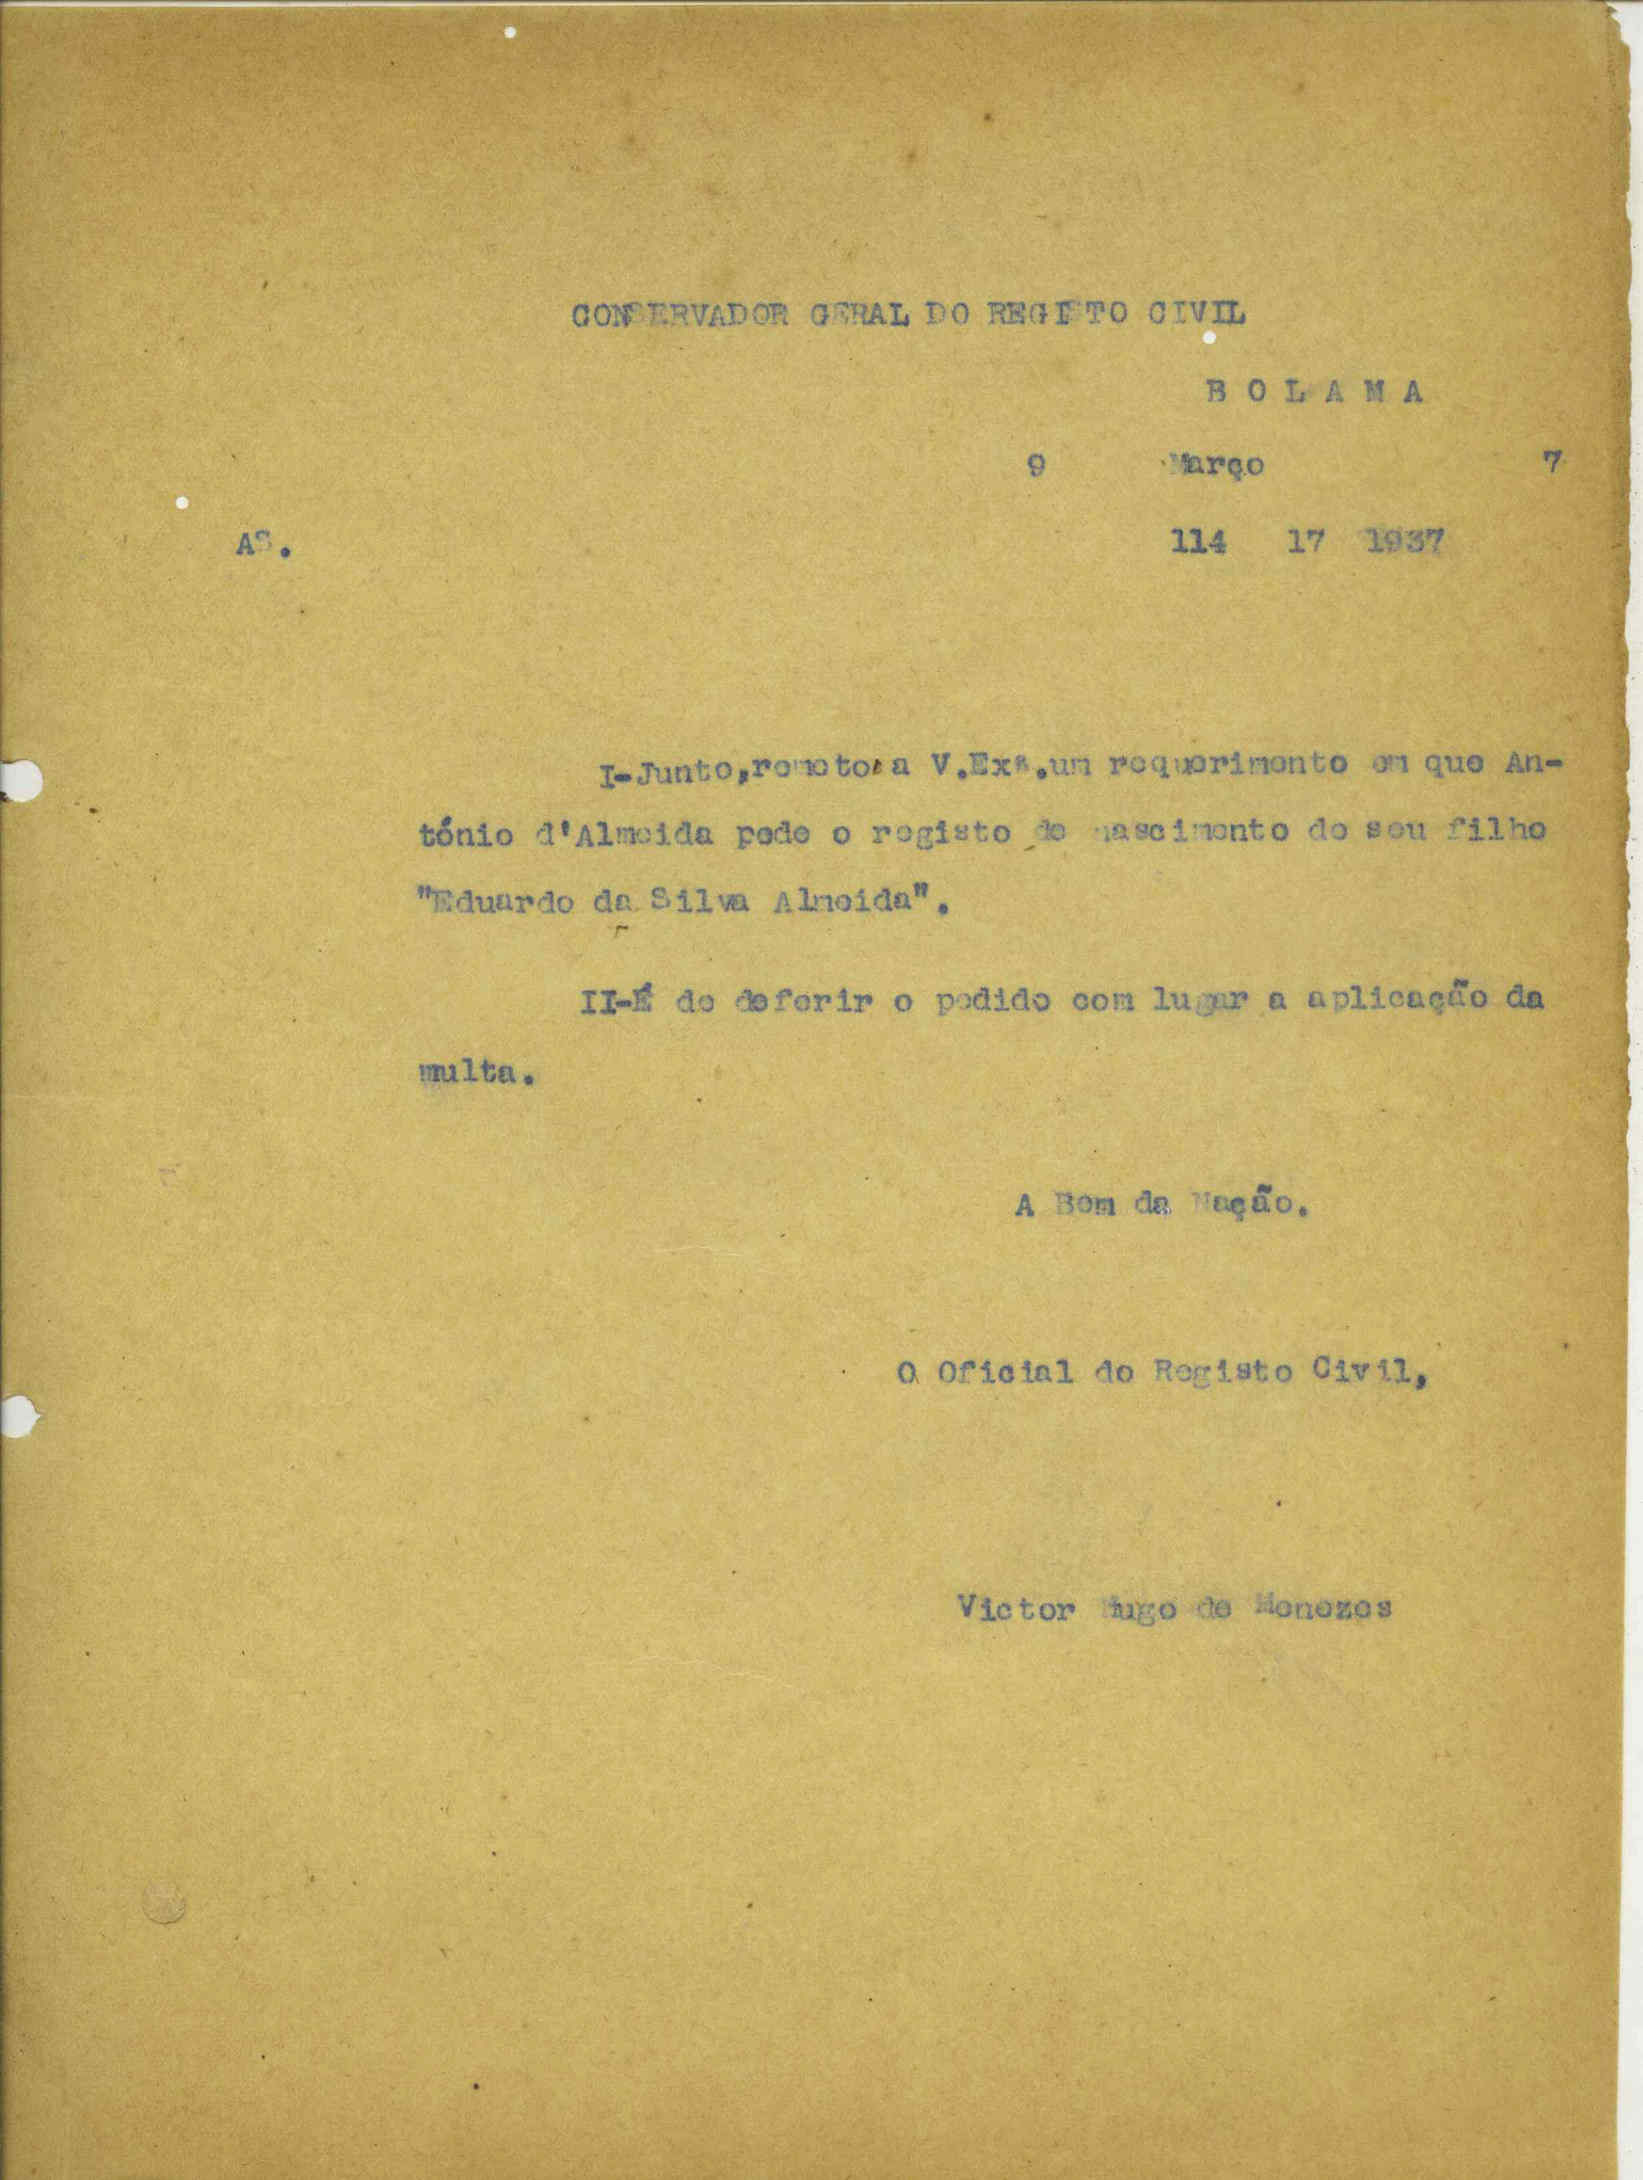 CONSERVADOR GERAL DO REGISTO CIVIL
B O L A M A
9 Março 7
AS. 114 17 1937
I-Junto,remeto a V.Exª.um requerimento em que An-
tónio d'Almeida pede o registo de nascimento do seu filho
"Eduardo da Silva Almeida".
II-É de deferir o pedido com lugar a aplicação da
multa.
A Bem da Nação.
O Oficial do Registo Civil,
Victor Hugo de Menezes